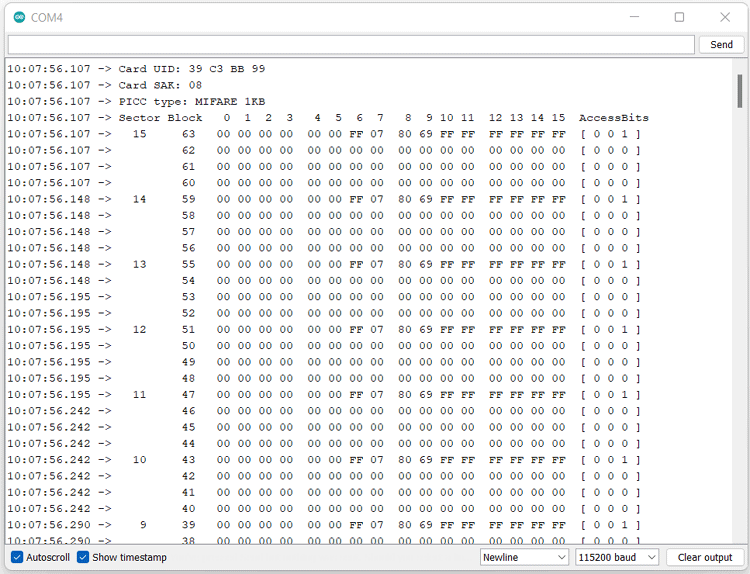 COM4
Send
10:07:56.107 -> Card UID: 39 C3 BB 99
10:07:56.107 -> Card SAK: 08
10:07:56.107 -> PICC type: MIFARE 1KB
10:07:56.107 -> Sector Block 0 1 2 3 4 5 6 7 8 9 10 11 12 13 14 15 AccessBits
10:07:56.107 -> 15 63 00 00 00 00 00 00 FF 07 80 69 FF FF FF FF FF FF [ 0 0 1 ]
10:07:56.107 -> 62 00 00 00 00 00 00 00 00 00 00 00 00 00 00 00 00 [ 0 0 0 ]
10:07:56.107 -> 61 00 00 00 00 00 00 00 00 00 00 00 00 00 00 00 00 [ 0 0 0 ]
10:07:56.107 -> 60 00 00 00 00 00 00 00 00 00 00 00 00 00 00 00 00 [ 0 0 0 ]
10:07:56.148 -> 14 59 00 00 00 00 00 00 FF 07 80 69 FF FF FF FF FF FF [ 0 0 1 ]
10:07:56.148 -> 58 00 00 00 00 00 00 00 00 00 00 00 00 00 00 00 00 [ 0 0 0 ]
10:07:56.148 -> 57 00 00 00 00 00 00 00 00 00 00 00 00 00 00 00 00 [ 0 0 0 ]
10:07:56.148 -> 56 00 00 00 00 00 00 00 00 00 00 00 00 00 00 00 00 [ 0 0 0 ]
10:07:56.148 -> 13 55 00 00 00 00 00 00 FF 07 80 69 FF FF FF FF FF FF [ 0 0 1 ]
10:07:56.148 -> 54 00 00 00 00 00 00 00 00 00 00 00 00 00 00 00 00 [ 0 0 0 ]
10:07:56.195 -> 53 00 00 00 00 00 00 00 00 00 00 00 00 00 00 00 00 [ 0 0 0 ]
10:07:56.195 -> 52 00 00 00 00 00 00 00 00 00 00 00 00 00 00 00 00 [ 0 0 0 ]
10:07:56.195 -> 12 51 00 00 00 00 00 00 FF 07 80 69 FF FF FF FF FF FF [ 0 0 1 ]
10:07:56.195 -> 50 00 00 00 00 00 00 00 00 00 00 00 00 00 00 00 00 [ 0 0 0 ]
10:07:56.195 -> 49 00 00 00 00 00 00 00 00 00 00 00 00 00 00 00 00 [ 0 0 0 ]
10:07:56.195 -> 48 00 00 00 00 00 00 00 00 00 00 00 00 00 00 00 00 [ 0 0 0 ]
10:07:56.195 -> 11 47 00 00 00 00 00 00 FF 07 80 69 FF FF FF FF FF FF [ 0 0 1 ]
10:07:56.242 -> 46 00 00 00 00 00 00 00 00 00 00 00 00 00 00 00 00 [ 0 0 0 ]
10:07:56.242 -> 45 00 00 00 00 00 00 00 00 00 00 00 00 00 00 00 00 [ 0 0 0 ]
10:07:56.242 -> 44 00 00 00 00 00 00 00 00 00 00 00 00 00 00 00 00 [ 0 0 0 ]
10:07:56.242 -> 10 43 00 00 00 00 00 00 FF 07 80 69 FF FF FF FF FF FF [ 0 0 1 ]
10:07:56.242 -> 42 00 00 00 00 00 00 00 00 00 00 00 00 00 00 00 00 [ 0 0 0 ]
10:07:56.242 -> 41 00 00 00 00 00 00 00 00 00 00 00 00 00 00 00 00 [ 0 0 0 ]
10:07:56.242 -> 40 00 00 00 00 00 00 00 00 00 00 00 00 00 00 00 00 [ 0 0 0 ]
10:07:56.290 -> 9 39 00 00 00 00 00 00 FF 07 80 69 FF FF FF FF FF FF [ 0 0 1 ]
10:07:56.290 -> 38 00 00 00 00 00 00 00 00 00 00 00 00 00 00 00 00 [ 0 0 0 ]
Autoscroll Show timestamp Newline 115200 baud Clear output